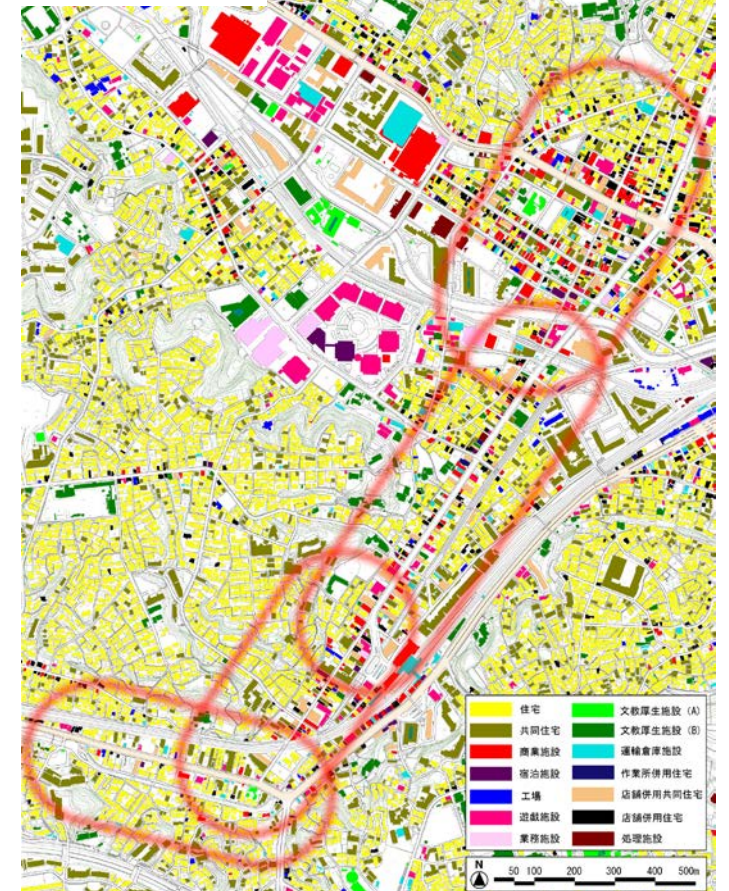 住宅 文教厚生施設 (A)
共同住宅 文教厚生施設 (B)
商業施設 運輸倉庫施設
宿泊施設 作業所併用住宅
工場 店舗併用共同住宅
遊戯施設 店舗併用住宅
業務施設 処理施設
N 50 100 200 300 400 500m